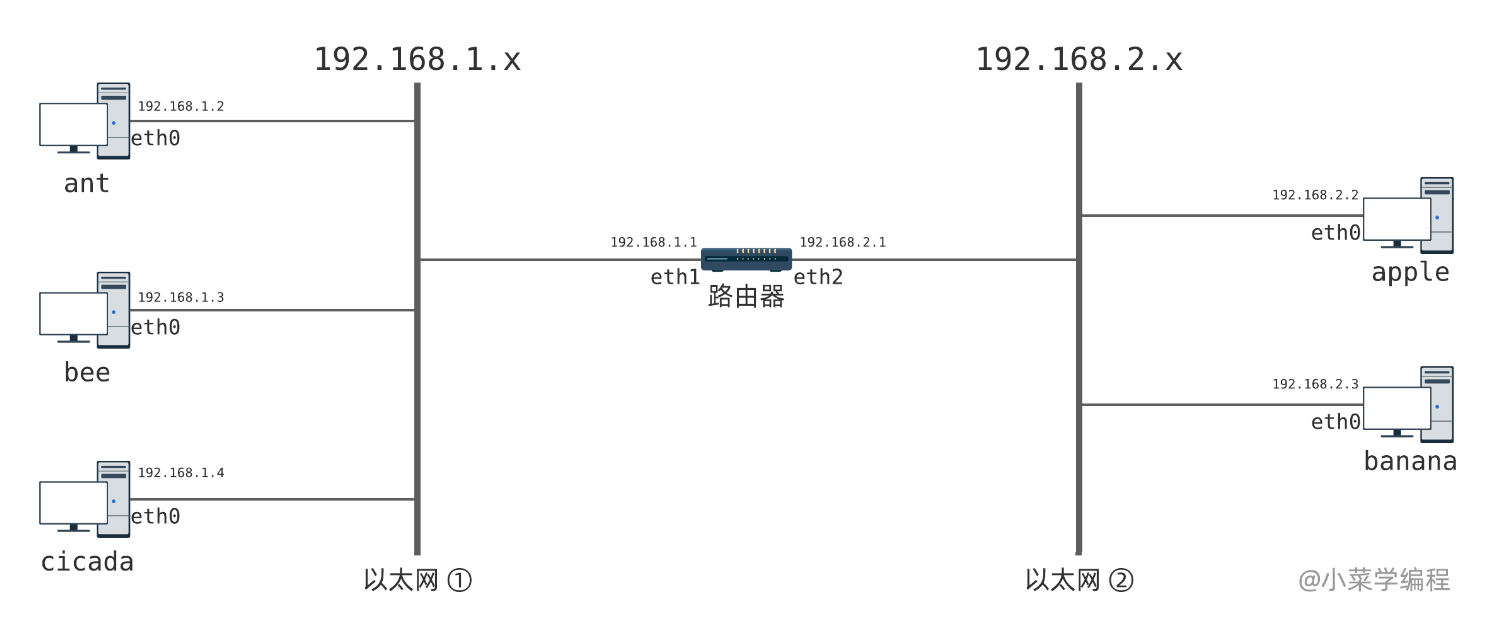 192.168.1.x
192.168.2.x
192.168.1.2
eth0
ant
192.168.1.3
eth0
bee
192.168.1.4
eth0
cicada
以太网 ①
192.168.1.1
eth1
192.168.2.1
eth2
路由器
192.168.2.2
eth0
apple
192.168.2.3
eth0
banana
以太网 ②
@小菜学编程